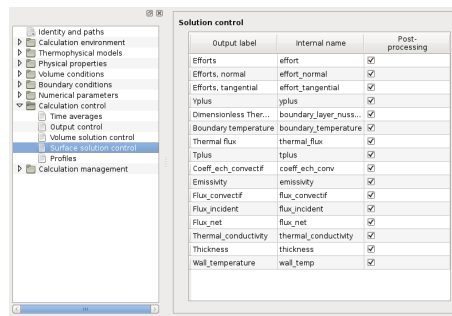 Identity and paths
Calculation environment
Thermophysical models
Physical properties
Volume conditions
Boundary conditions
Numerical parameters
Calculation control
Time averages
Output control
Volume solution control
Surface solution control
Profiles
Calculation management
Solution control
Output label Internal name Post-processing
Efforts effort
Efforts, normal effort_normal
Efforts, tangential effort_tangential
Yplus yplus
Dimensionless Ther... boundary_layer_nuss...
Boundary temperature boundary_temperature
Thermal flux thermal_flux
Tplus tplus
Coeff_ech_convectif coeff_ech_conv
Emissivity emissivity
Flux_convectif flux_convectif
Flux_incident flux_incident
Flux_net flux_net
Thermal_conductivity thermal_conductivity
Thickness thickness
Wall_temperature wall_temp